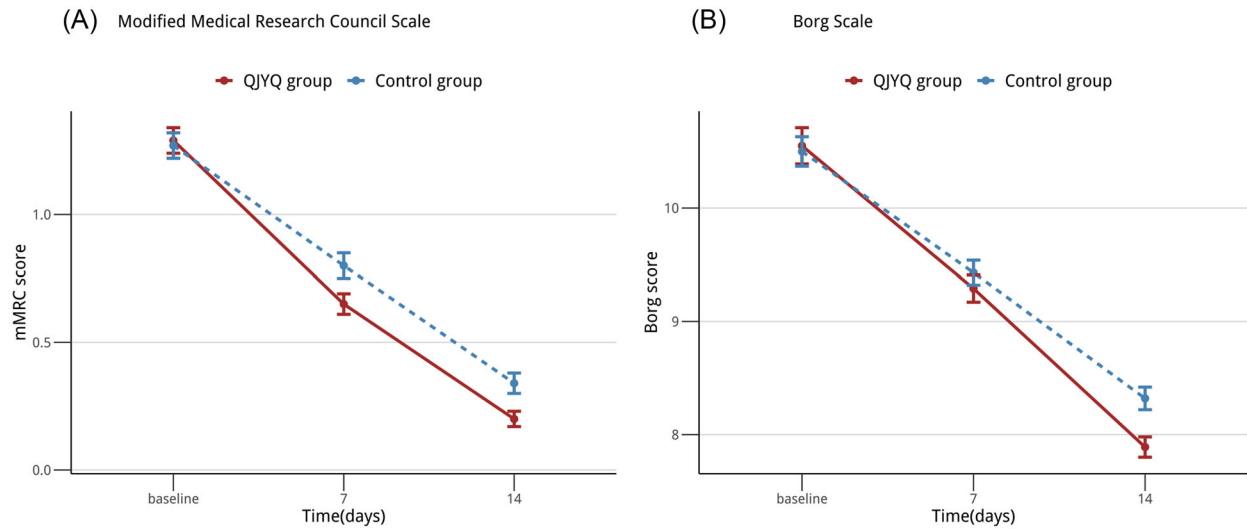 (A) Modified Medical Research Council Scale
QJYQ group Control group
mMRC score
1.0
0.5
0.0
baseline 7 14
Time(days)
(B) Borg Scale
QJYQ group Control group
Borg score
10
9
8
baseline 7 14
Time(days)